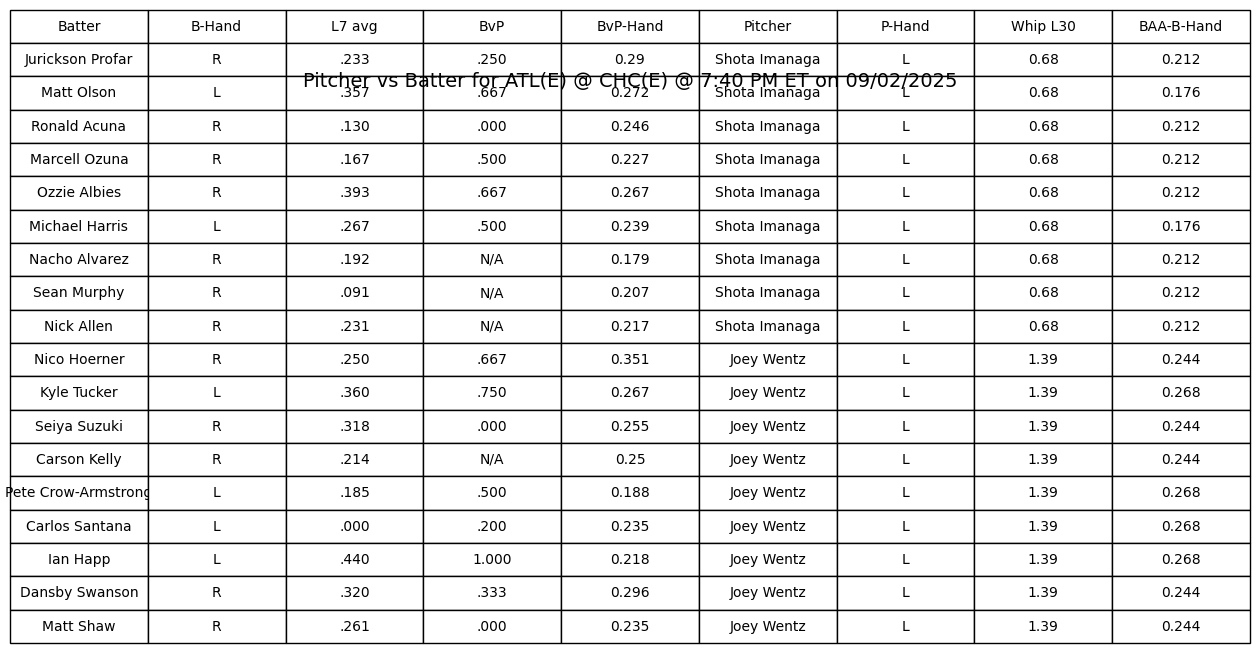 Batter B-Hand L7 avg BvP BvP-Hand Pitcher P-Hand Whip L30 BAA-B-Hand
Jurickson Profar R .233 .250 0.29 Shota Imanaga L 0.68 0.212
Pitcher vs Batter for ATL(E) @ CHC(E) @ 7:40 PM ET on 09/02/2025
Matt Olson L .357 .667 0.272 Shota Imanaga L 0.68 0.176
Ronald Acuna R .130 .000 0.246 Shota Imanaga L 0.68 0.212
Marcell Ozuna R .167 .500 0.227 Shota Imanaga L 0.68 0.212
Ozzie Albies R .393 .667 0.267 Shota Imanaga L 0.68 0.212
Michael Harris L .267 .500 0.239 Shota Imanaga L 0.68 0.176
Nacho Alvarez R .192 N/A 0.179 Shota Imanaga L 0.68 0.212
Sean Murphy R .091 N/A 0.207 Shota Imanaga L 0.68 0.212
Nick Allen R .231 N/A 0.217 Shota Imanaga L 0.68 0.212
Nico Hoerner R .250 .667 0.351 Joey Wentz L 1.39 0.244
Kyle Tucker L .360 .750 0.267 Joey Wentz L 1.39 0.268
Seiya Suzuki R .318 .000 0.255 Joey Wentz L 1.39 0.244
Carson Kelly R .214 N/A 0.25 Joey Wentz L 1.39 0.244
Pete Crow-Armstrong L .185 .500 0.188 Joey Wentz L 1.39 0.268
Carlos Santana L .000 .200 0.235 Joey Wentz L 1.39 0.268
Ian Happ L .440 1.000 0.218 Joey Wentz L 1.39 0.268
Dansby Swanson R .320 .333 0.296 Joey Wentz L 1.39 0.244
Matt Shaw R .261 .000 0.235 Joey Wentz L 1.39 0.244